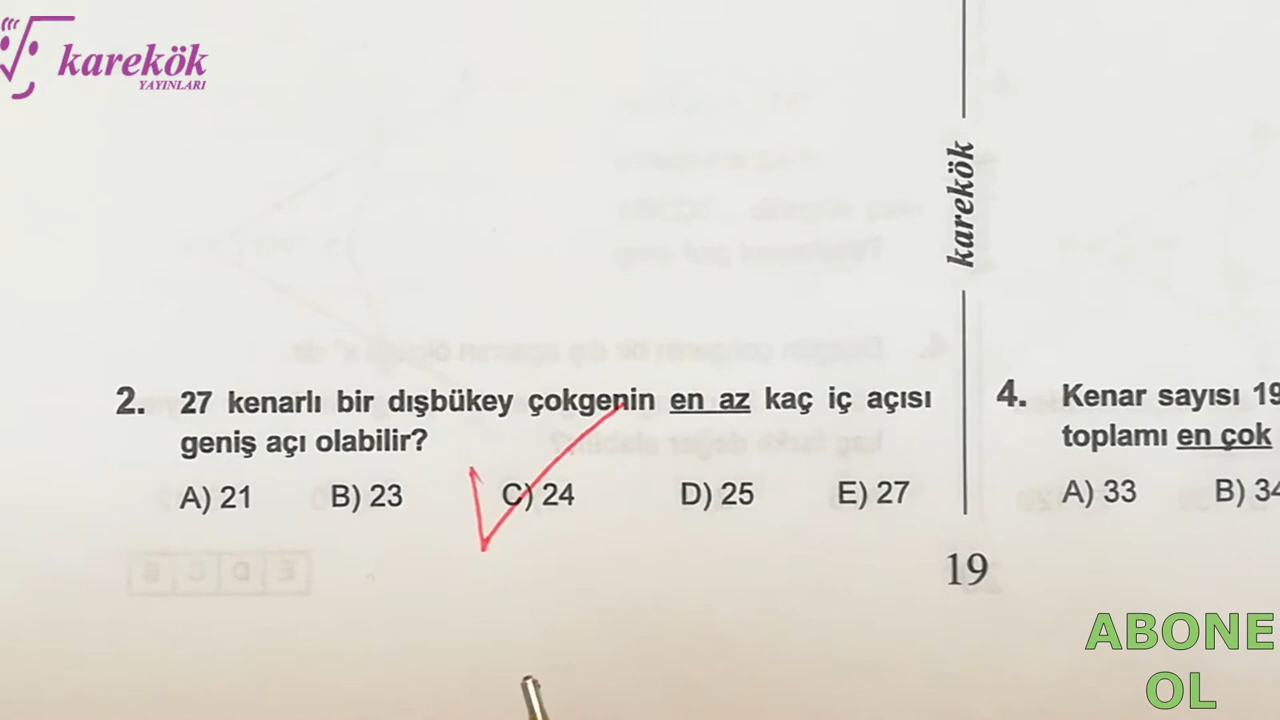 karekök
YAYINLARI
karekök
2. 27 kenarlı bir dışbükey çokgenin en az kaç iç açısı
geniş açı olabilir?
A) 21 B) 23 C) 24 D) 25 E) 27
4. Kenar sayısı 19
toplamı en çok
A) 33 B) 34
19
ABONE
OL